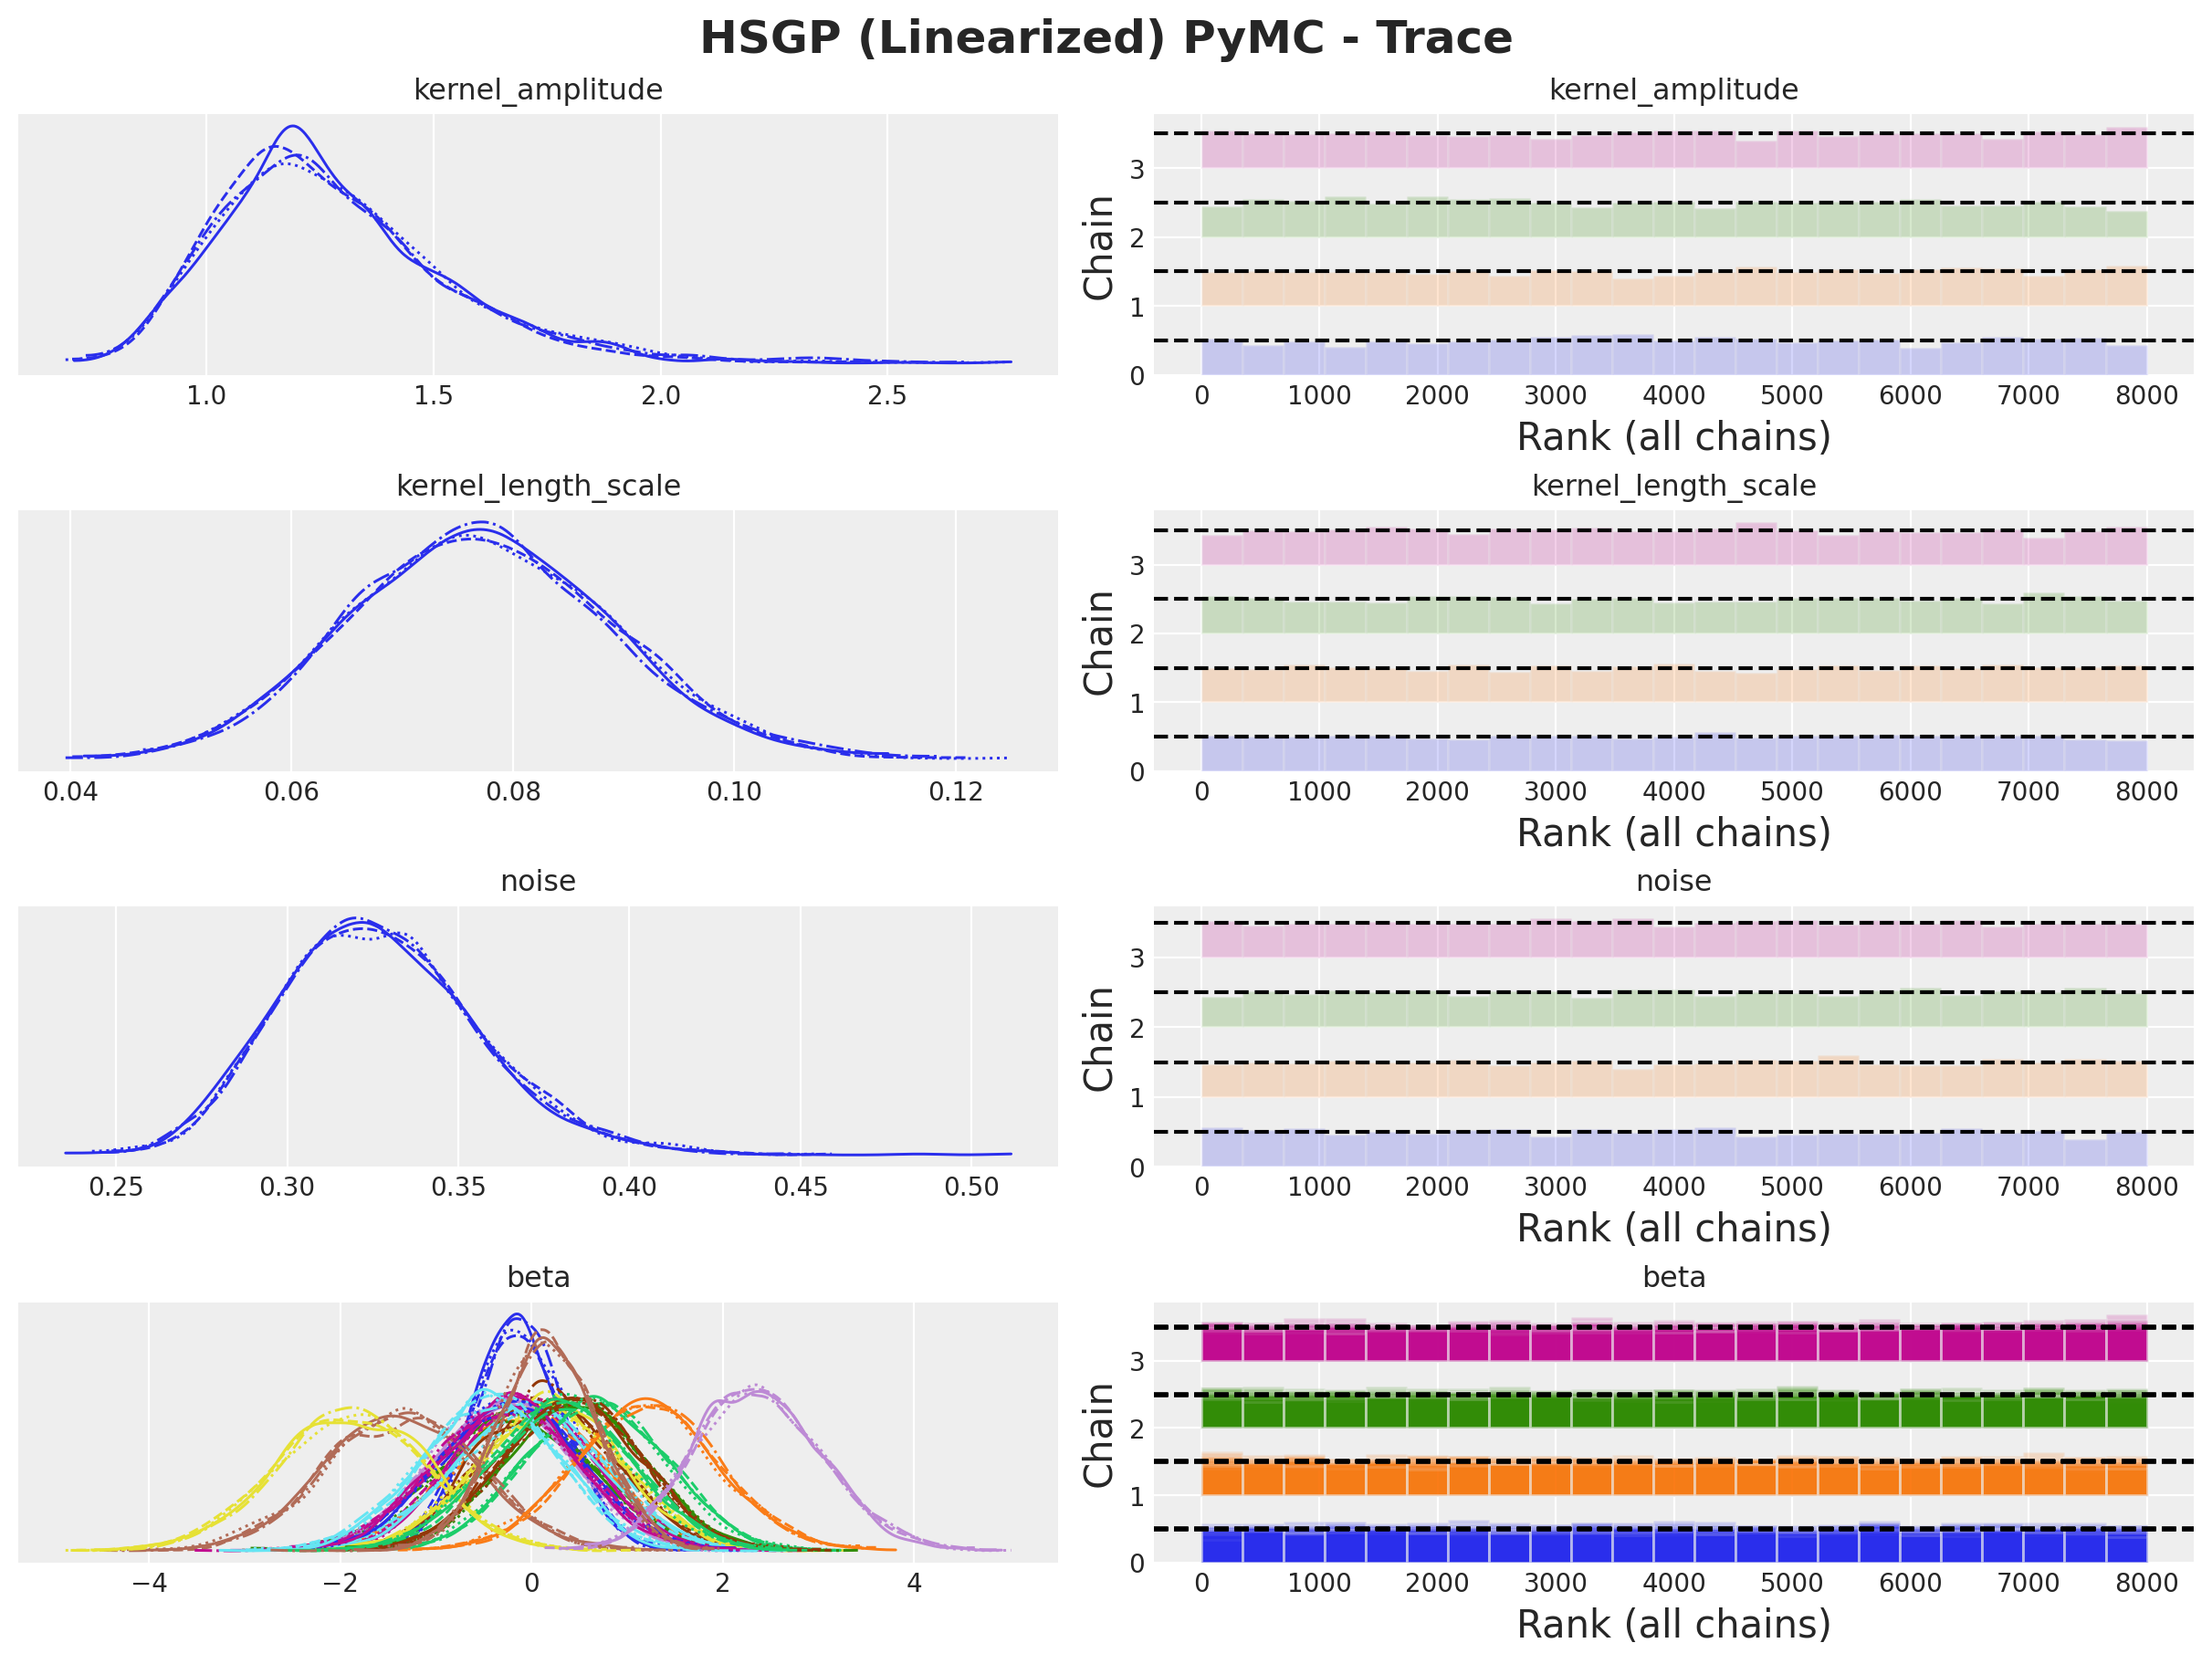 HSGP (Linearized) PyMC - Trace
kernel_amplitude
1.0 1.5 2.0 2.5
kernel_amplitude
Chain
3
2
1
0
0 1000 2000 3000 4000 5000 6000 7000 8000
Rank (all chains)
kernel_length_scale
0.04 0.06 0.08 0.10 0.12
kernel_length_scale
Chain
3
2
1
0
0 1000 2000 3000 4000 5000 6000 7000 8000
Rank (all chains)
noise
0.25 0.30 0.35 0.40 0.45 0.50
noise
Chain
3
2
1
0
0 1000 2000 3000 4000 5000 6000 7000 8000
Rank (all chains)
beta
−4 −2 0 2 4
beta
Chain
3
2
1
0
0 1000 2000 3000 4000 5000 6000 7000 8000
Rank (all chains)